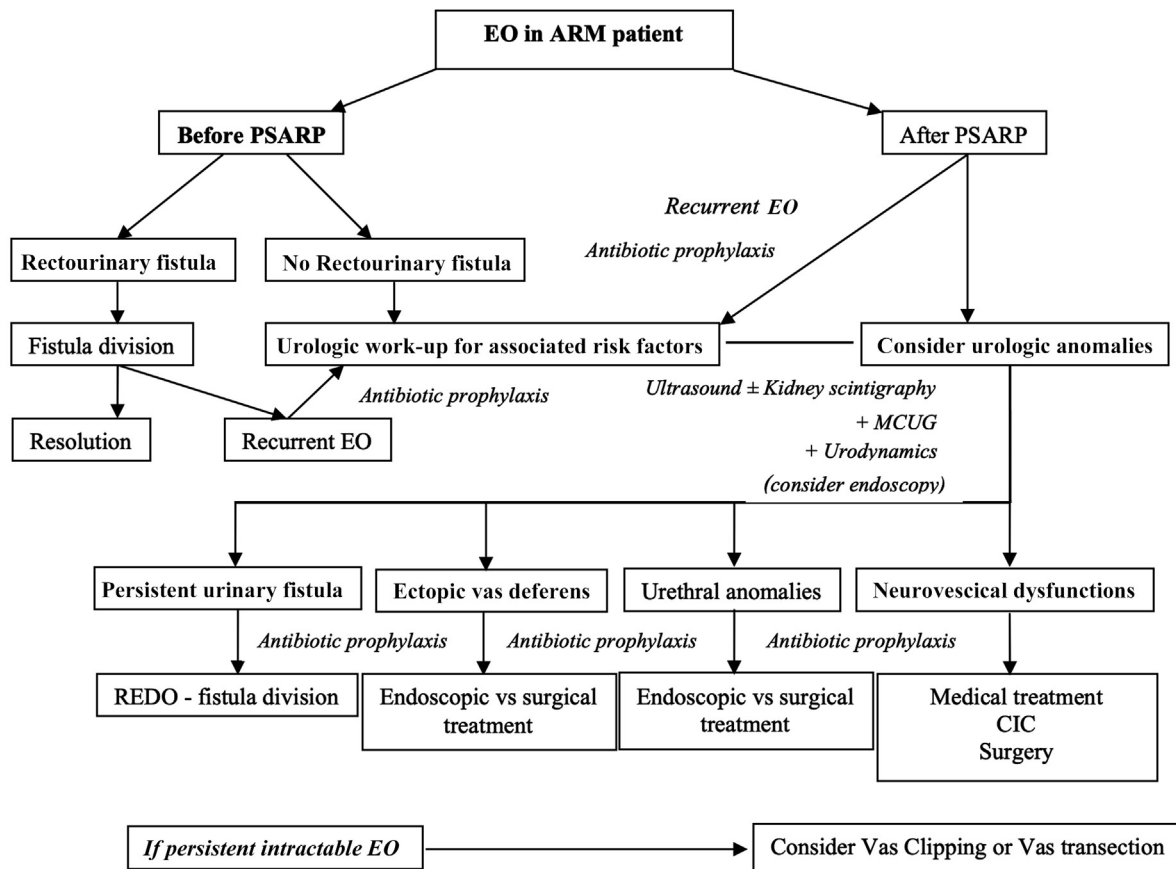 EO in ARM patient
Before PSARP
After PSARP
Recurrent EO
Antibiotic prophylaxis
Rectourinary fistula
No Rectourinary fistula
Fistula division
Urologic work-up for associated risk factors
Consider urologic anomalies
Antibiotic prophylaxis
Ultrasound ± Kidney scintigraphy
+ MCUG
+ Urodynamics
(consider endoscopy)
Resolution
Recurrent EO
Persistent urinary fistula
Ectopic vas deferens
Urethral anomalies
Neurovescical dysfunctions
Antibiotic prophylaxis
Antibiotic prophylaxis
Antibiotic prophylaxis
REDO - fistula division
Endoscopic vs surgical
treatment
Endoscopic vs surgical
treatment
Medical treatment
CIC
Surgery
If persistent intractable EO
Consider Vas Clipping or Vas transection